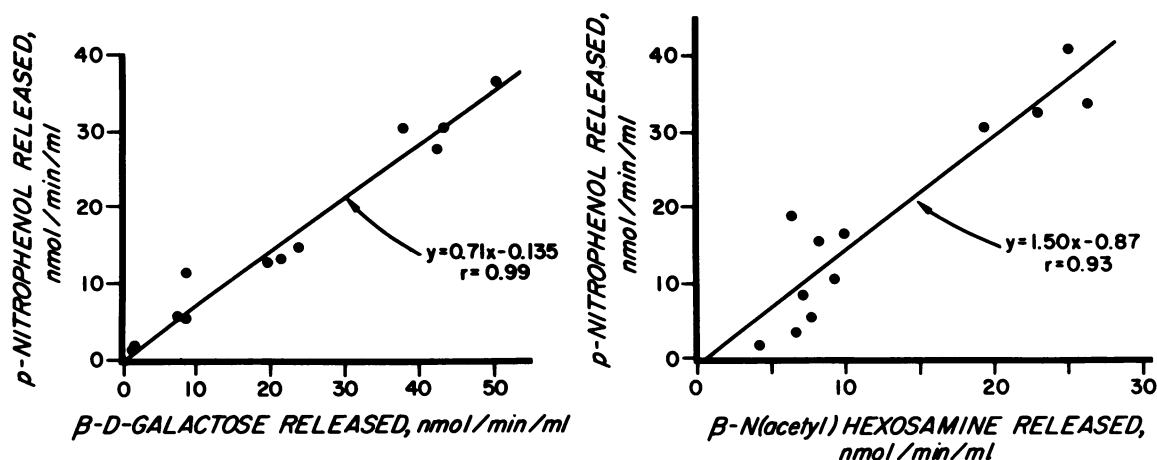 p-NITROPHENOL RELEASED,
nmol/min/ml
40
30
20
10
0
0 10 20 30 40 50
y=0.71x-0.135
r=0.99
β-D-GALACTOSE RELEASED, nmol/min/ml
p-NITROPHENOL RELEASED,
nmol/min/ml
40
30
20
10
0
0 10 20 30
y=1.50x-0.87
r=0.93
β-N(acetyl) HEXOSAMINE RELEASED,
nmol/min/ml